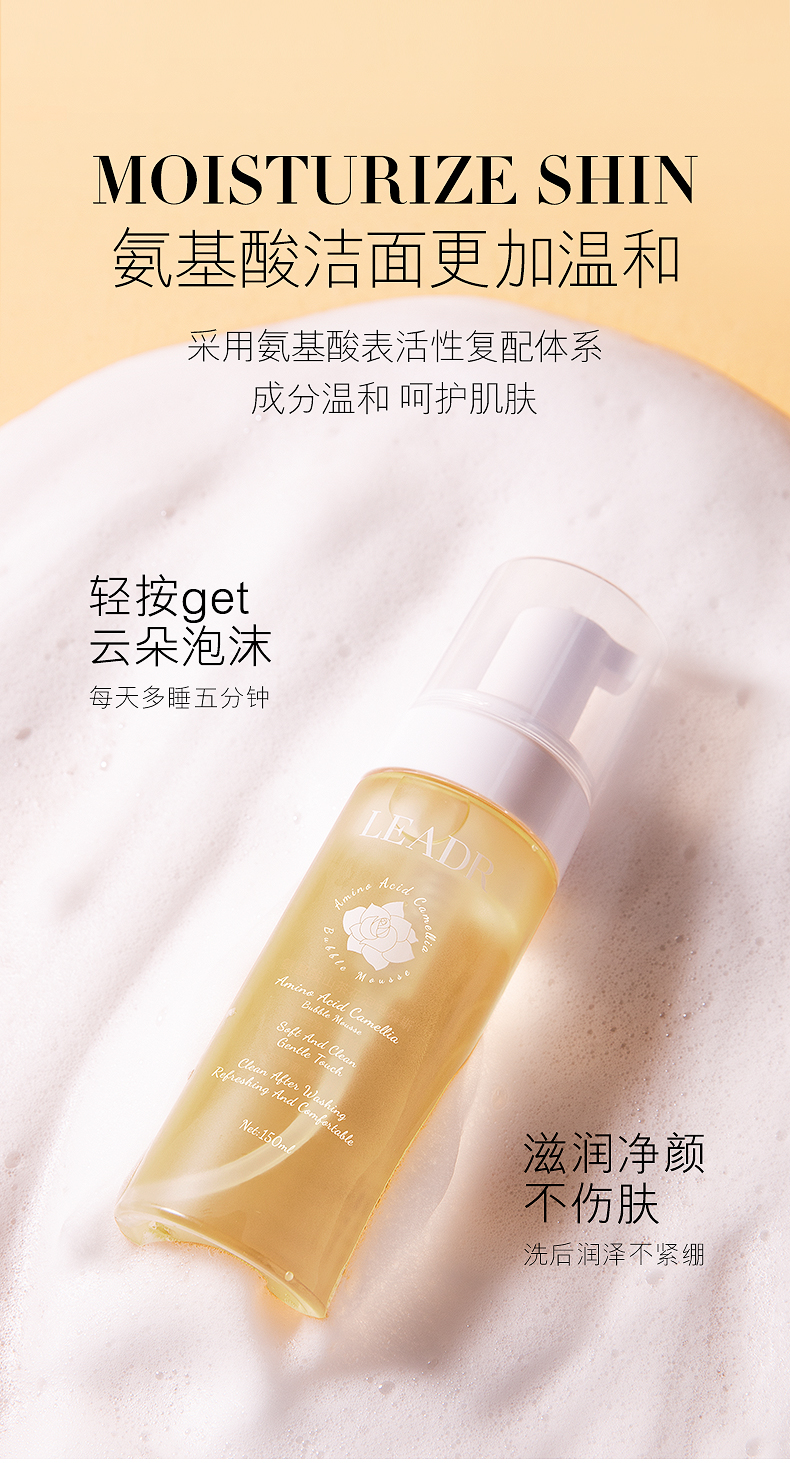 MOISTURIZE SHIN
氨基酸洁面更加温和
采用氨基酸表活性复配体系
成分温和 呵护肌肤
轻按get
云朵泡沫
每天多睡五分钟
LEADR
Amino Acid Camellia
Bubble Mousse
Amino Acid Camellia
Bubble Mousse
Soft And Clean
Gentle Touch
Clean After Washing
Refreshing And Comfortable
Net:150ml
滋润净颜
不伤肤
洗后润泽不紧绷